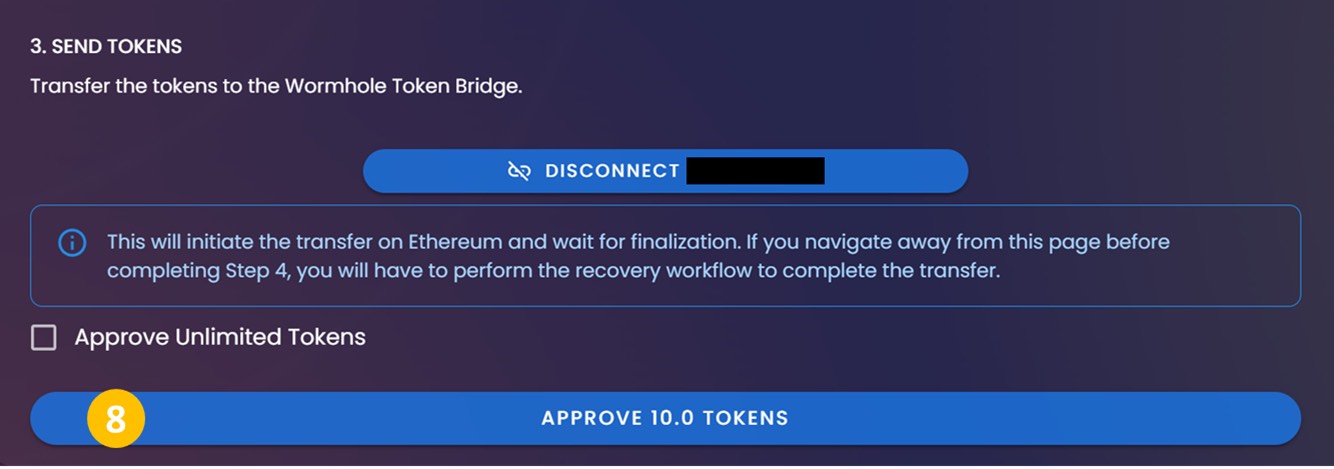 3. SEND TOKENS
Transfer the tokens to the Wormhole Token Bridge.
DISCONNECT
This will initiate the transfer on Ethereum and wait for finalization. If you navigate away from this page before
completing Step 4, you will have to perform the recovery workflow to complete the transfer.
Approve Unlimited Tokens
8
APPROVE 10.0 TOKENS